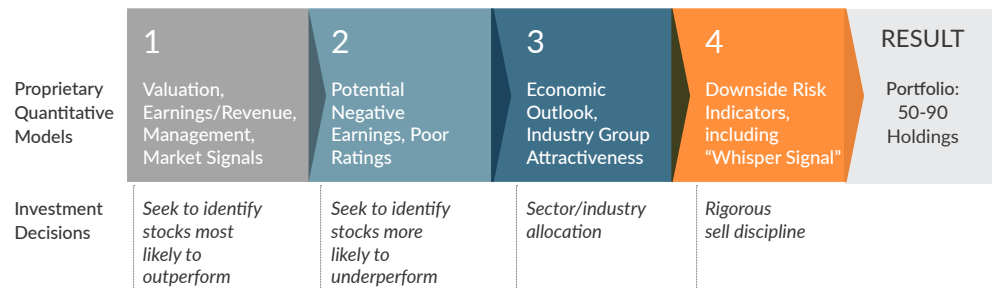 1
2
3
4
RESULT
Proprietary
Quantitative
Models
Valuation,
Earnings/Revenue,
Management,
Market Signals
Potential
Negative
Earnings, Poor
Ratings
Economic
Outlook,
Industry Group
Attractiveness
Downside Risk
Indicators,
including
“Whisper Signal”
Portfolio:
50-90
Holdings
Investment
Decisions
Seek to identify
stocks most
likely to
outperform
Seek to identify
stocks more
likely to
underperform
Sector/industry
allocation
Rigorous
sell discipline